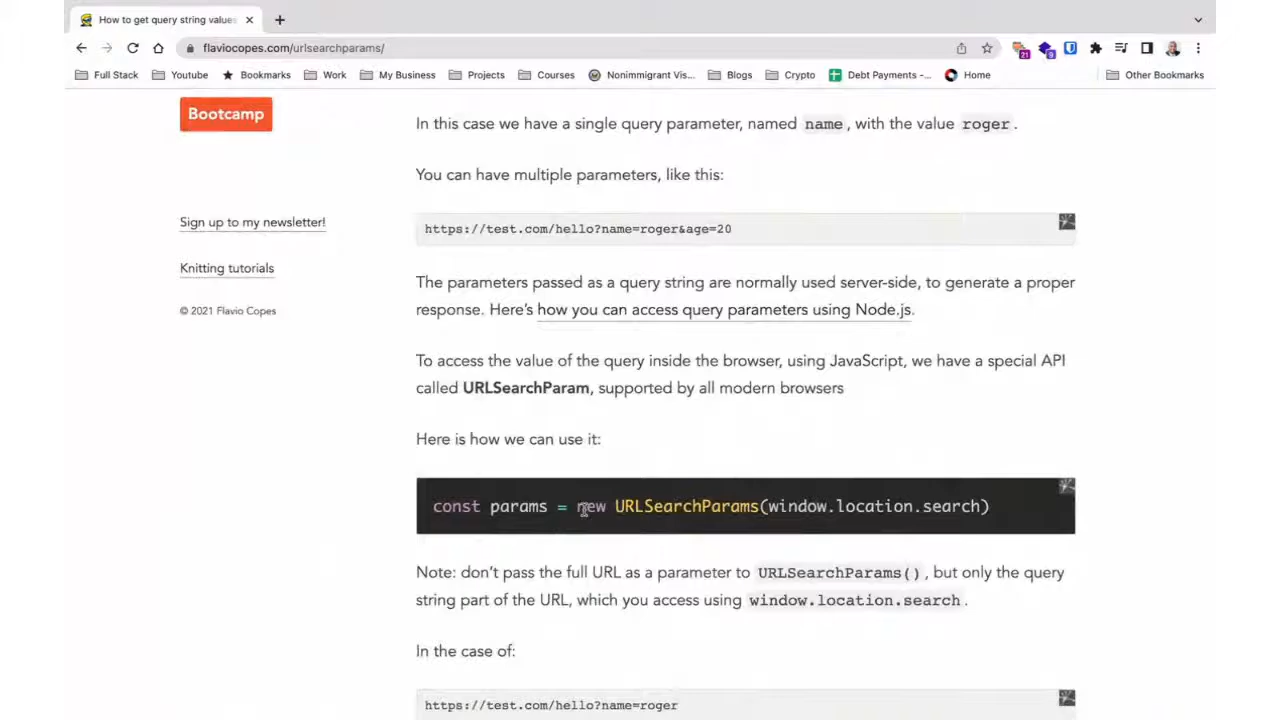 How to get query string values
flaviocopes.com/urlsearchparams/
21
9
Full Stack
Youtube
Bookmarks
Work
My Business
Projects
Courses
Nonimmigrant Vis...
Blogs
Crypto
Debt Payments -...
Home
Other Bookmarks
Bootcamp
Sign up to my newsletter!
Knitting tutorials
© 2021 Flavio Copes
In this case we have a single query parameter, named name, with the value roger.
You can have multiple parameters, like this:
https://test.com/hello?name=roger&age=20
The parameters passed as a query string are normally used server-side, to generate a proper
response. Here’s how you can access query parameters using Node.js.
To access the value of the query inside the browser, using JavaScript, we have a special API
called URLSearchParam, supported by all modern browsers
Here is how we can use it:
const params = new URLSearchParams(window.location.search)
Note: don’t pass the full URL as a parameter to URLSearchParams(), but only the query
string part of the URL, which you access using window.location.search.
In the case of:
https://test.com/hello?name=roger